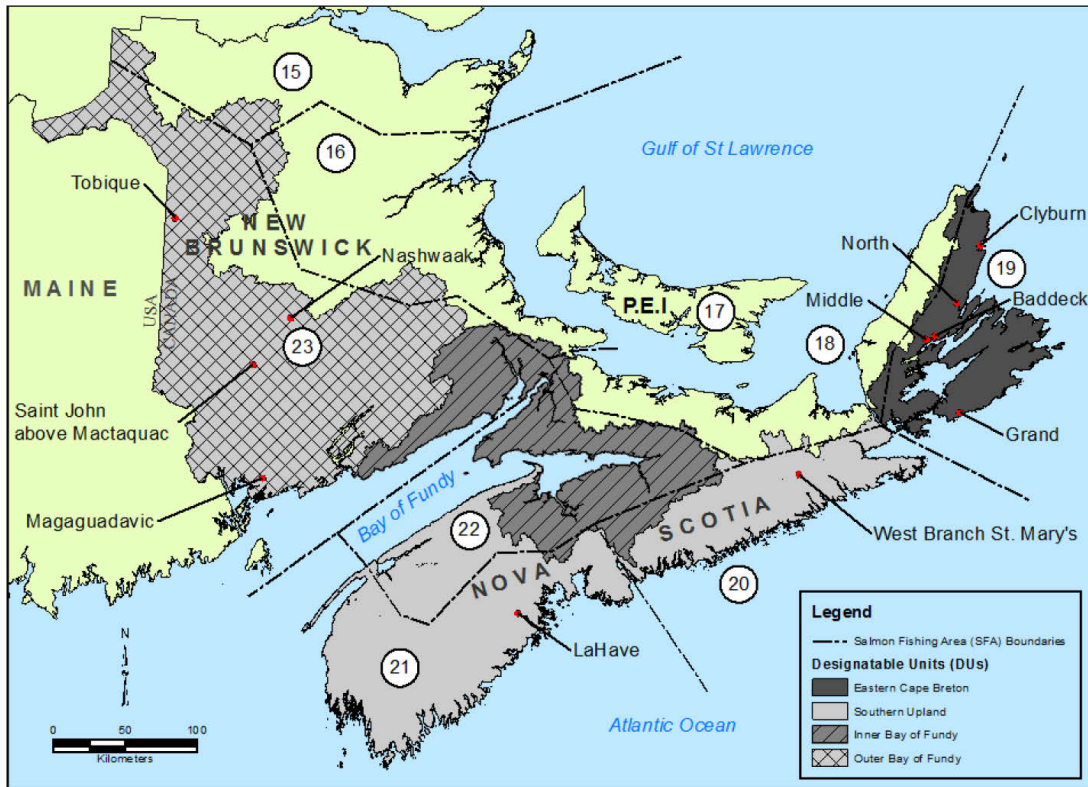 15
16
Gulf of St Lawrence
Tobique
Clyburn
NEW
BRUNSWICK
North
19
Nashwaak
MAINE
USA
CANADA
P.E.I
17
Middle
Baddeck
18
23
Saint John
above Mactaquac
Grand
Magaguadavic
Bay of Fundy
22
SCOTIA
West Branch St. Mary's
NOVA
20
LaHave
21
Atlantic Ocean
N
0 50 100
Kilometers
Legend
Salmon Fishing Area (SFA) Boundaries
Designatable Units (DUs)
Eastern Cape Breton
Southern Upland
Inner Bay of Fundy
Outer Bay of Fundy